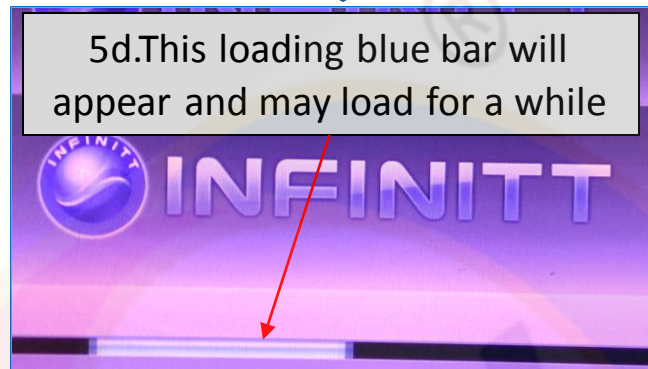 5d.This loading blue bar will
appear and may load for a while
INFINITT
INFINITT
®